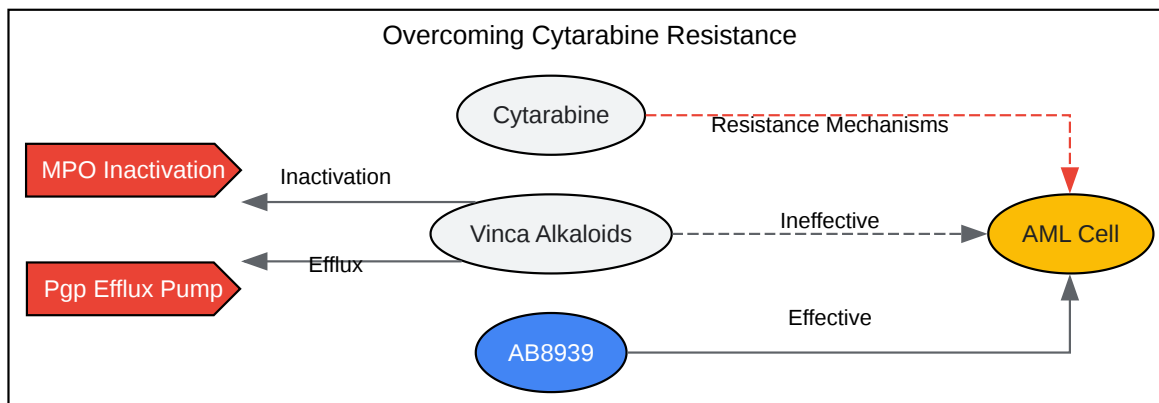 Overcoming Cytarabine Resistance
Cytarabine
Resistance Mechanisms
MPO Inactivation
Inactivation
Vinca Alkaloids
Ineffective
AML Cell
Efflux
Pgp Efflux Pump
Effective
AB8939